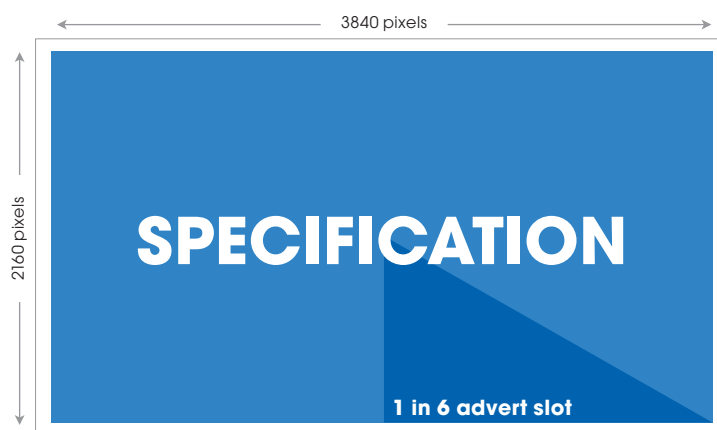 3840 pixels
2160 pixels
SPECIFICATION
1 in 6 advert slot